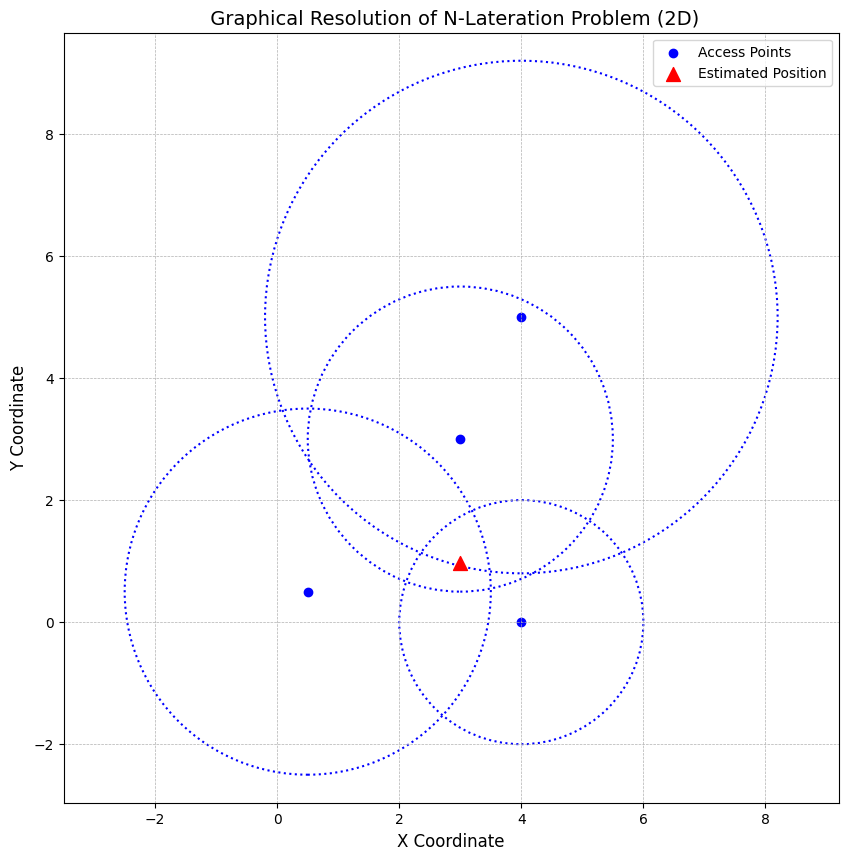 Graphical Resolution of N-Lateration Problem (2D)
Access Points
Estimated Position
Y Coordinate
8
6
4
2
0
−2
−2 0 2 4 6 8
X Coordinate